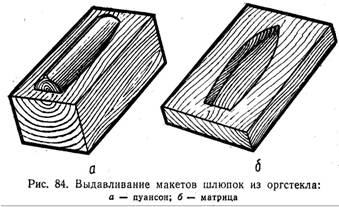 а
б
Рис. 84. Выдавливание макетов шлюпок из оргстекла:
а — пуансон; б — матрица